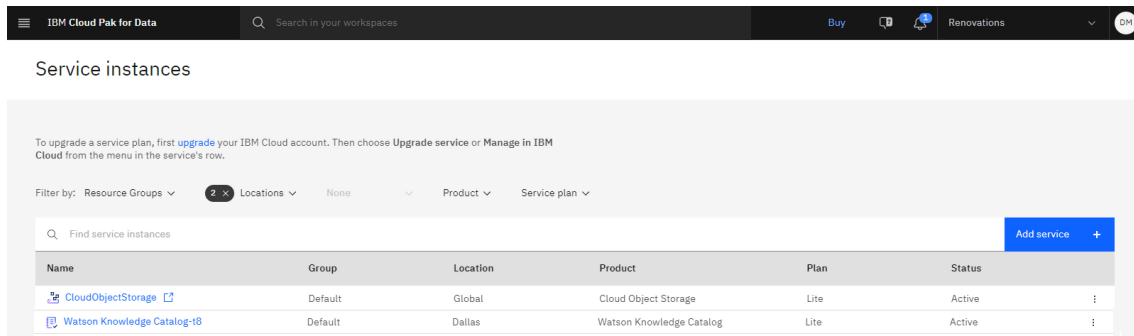 IBM Cloud Pak for Data Search in your workspaces Buy 1 Renovations DM
Service instances
To upgrade a service plan, first upgrade your IBM Cloud account. Then choose Upgrade service or Manage in IBM
Cloud from the menu in the service's row.
Filter by: Resource Groups 2 × Locations None Product Service plan
Find service instances Add service +
Name Group Location Product Plan Status
CloudObjectStorage Default Global Cloud Object Storage Lite Active
Watson Knowledge Catalog-t8 Default Dallas Watson Knowledge Catalog Lite Active